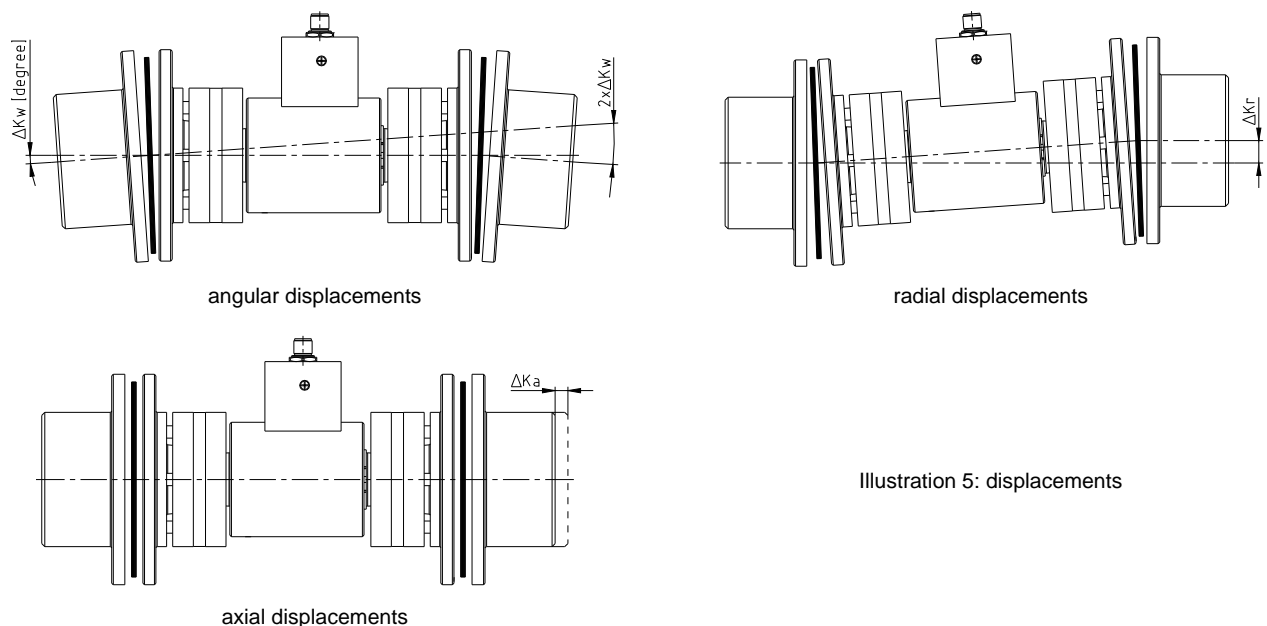 ΔKw [degree]
2xΔKw
angular displacements
ΔKr
radial displacements
ΔKa
axial displacements
Illustration 5: displacements